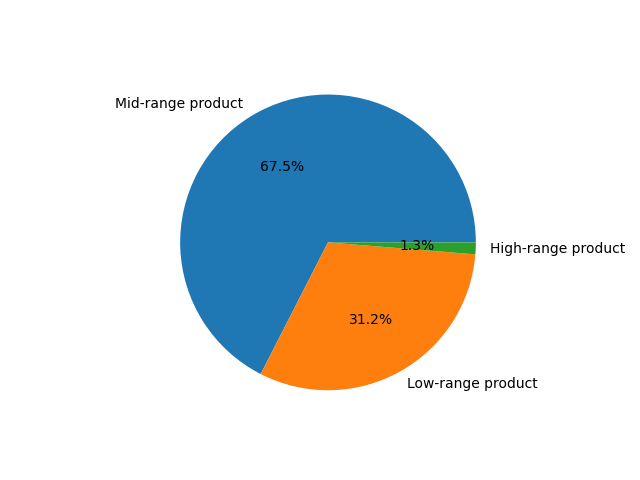 Mid-range product
67.5%
1.3%
High-range product
31.2%
Low-range product